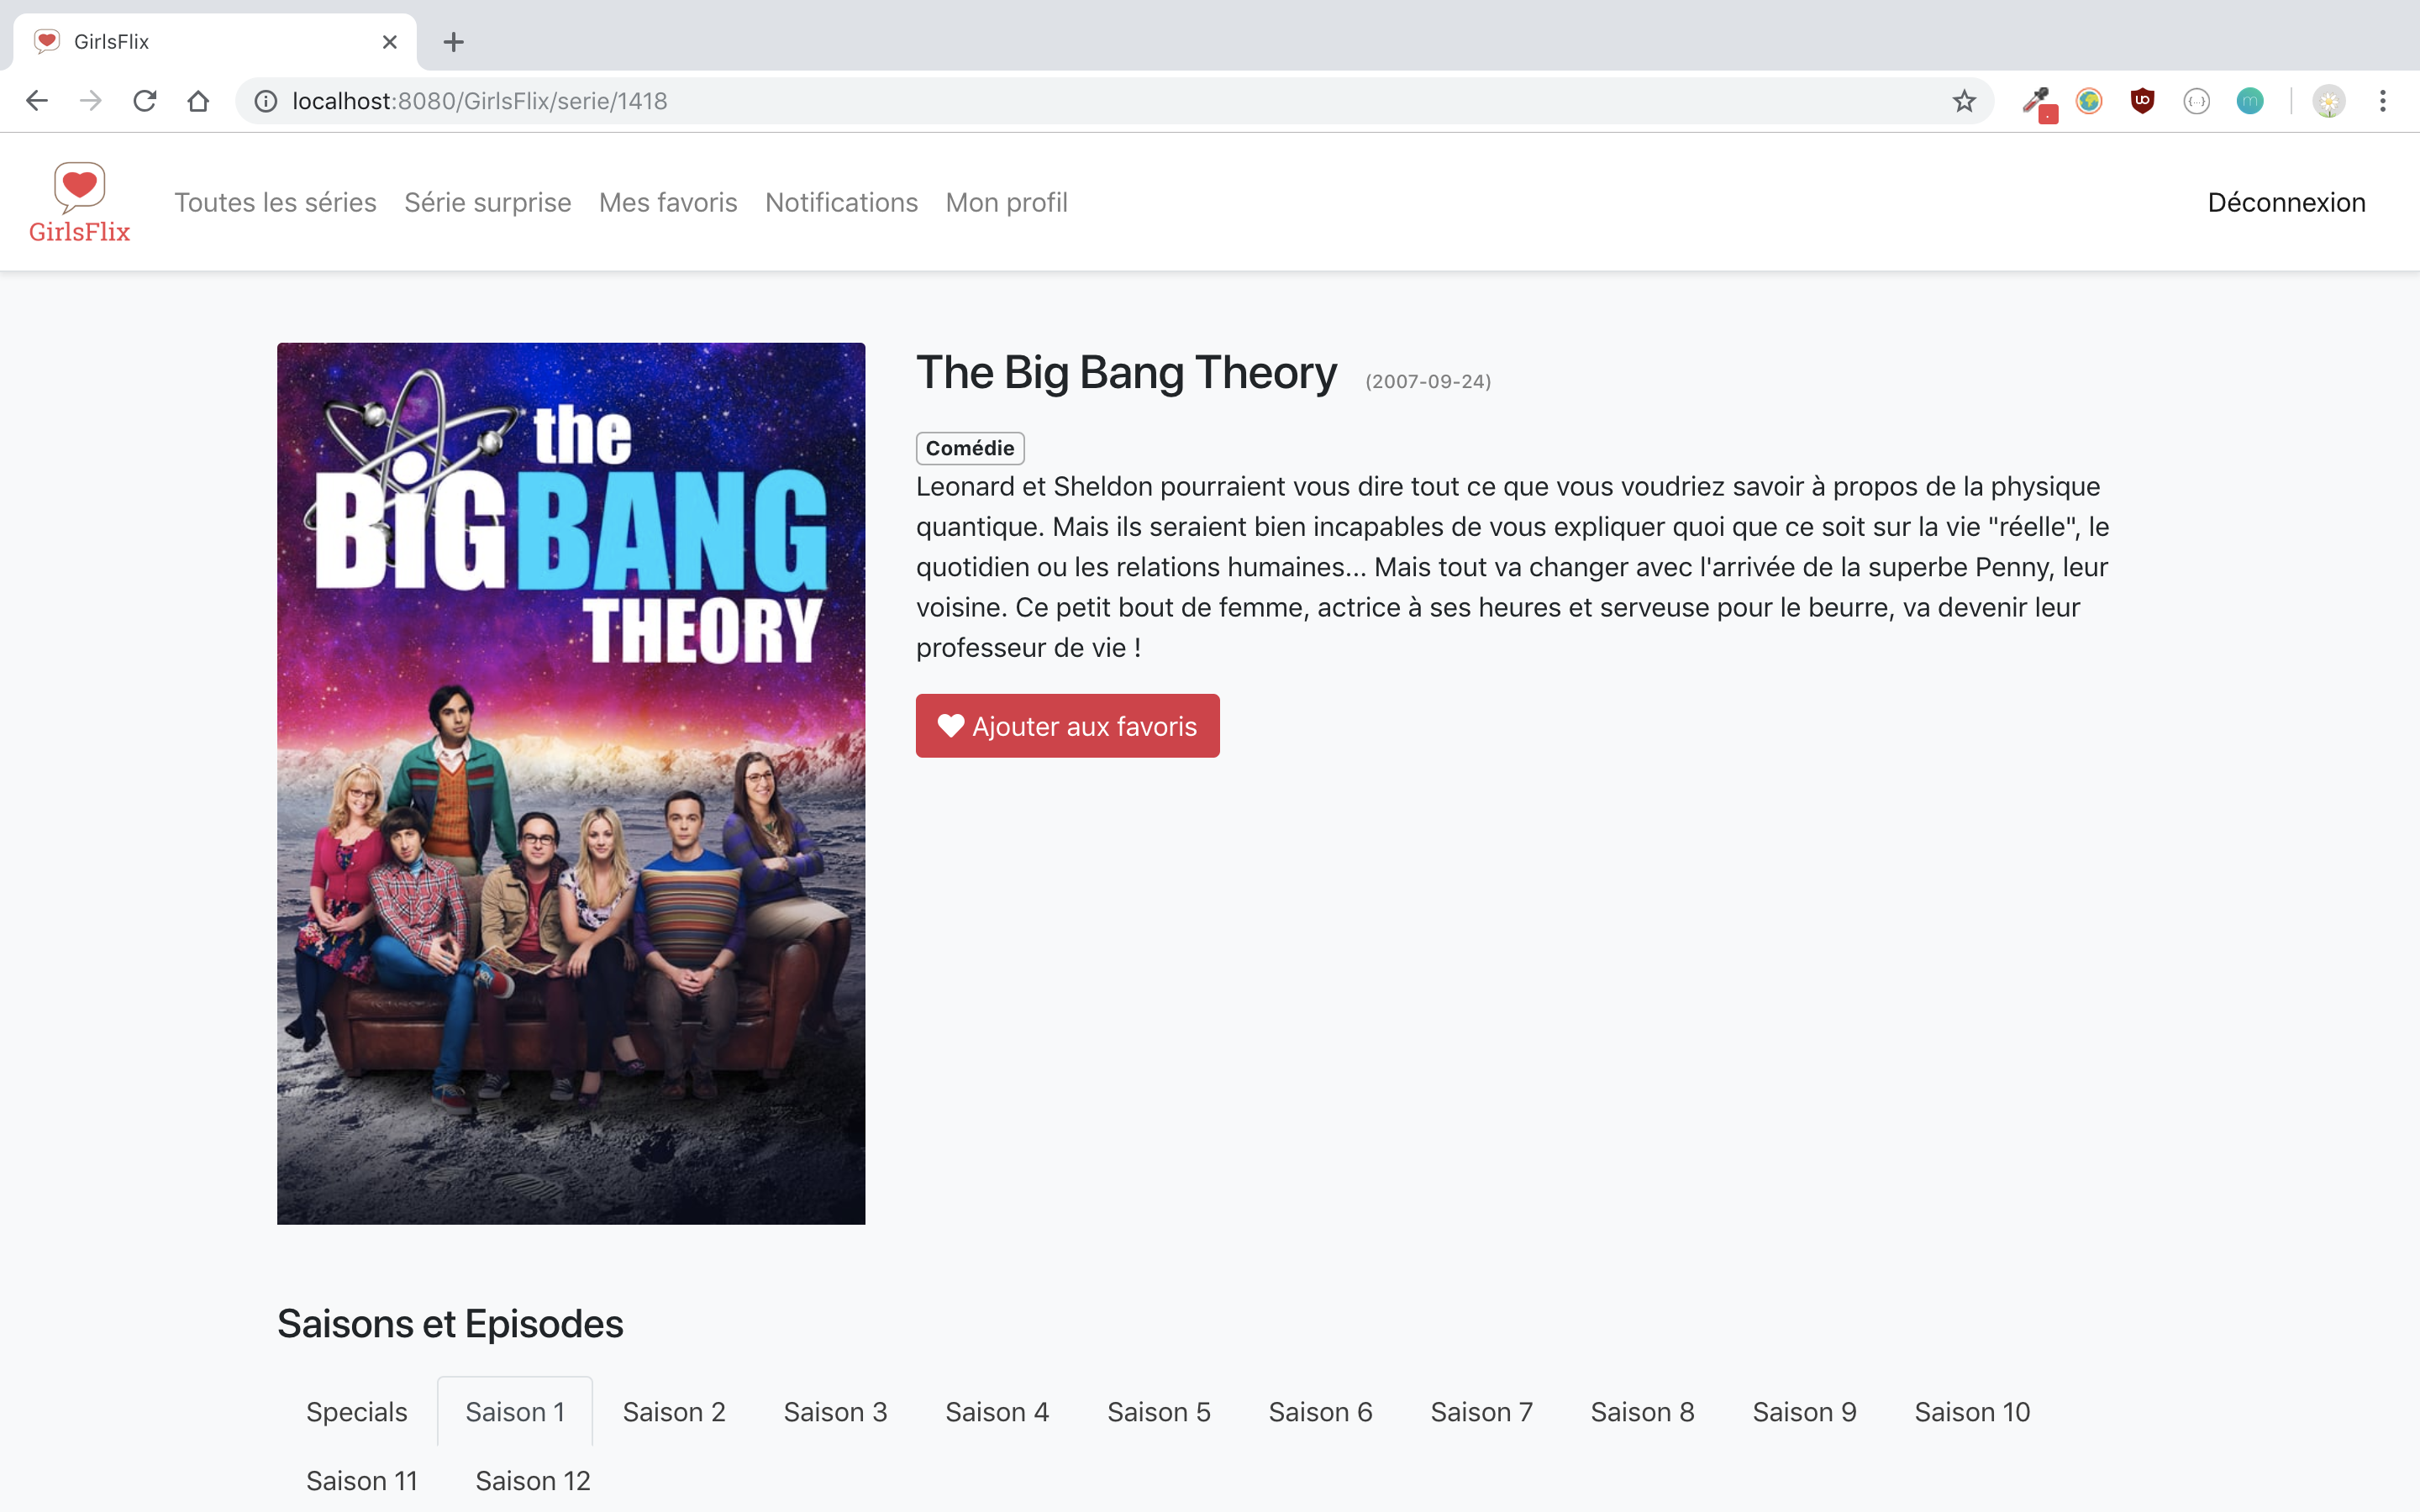 GirlsFlix
localhost:8080/GirlsFlix/serie/1418
GirlsFlix
Toutes les séries Série surprise Mes favoris Notifications Mon profil Déconnexion
the
BiG BANG
THEORY
The Big Bang Theory (2007-09-24)
Comédie
Leonard et Sheldon pourraient vous dire tout ce que vous voudriez savoir à propos de la physique
quantique. Mais ils seraient bien incapables de vous expliquer quoi que ce soit sur la vie "réelle", le
quotidien ou les relations humaines... Mais tout va changer avec l'arrivée de la superbe Penny, leur
voisine. Ce petit bout de femme, actrice à ses heures et serveuse pour le beurre, va devenir leur
professeur de vie !
Ajouter aux favoris
Saisons et Episodes
Specials Saison 1 Saison 2 Saison 3 Saison 4 Saison 5 Saison 6 Saison 7 Saison 8 Saison 9 Saison 10
Saison 11 Saison 12